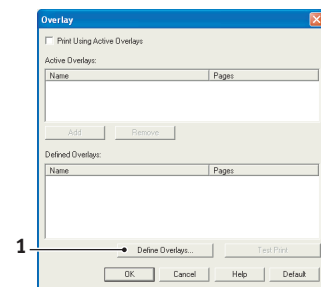 Overlay
Print Using Active Overlays
Active Overlays:
Name Pages
Add Remove
Defined Overlays:
Name Pages
1 Define Overlays... Test Print
OK Cancel Help Default